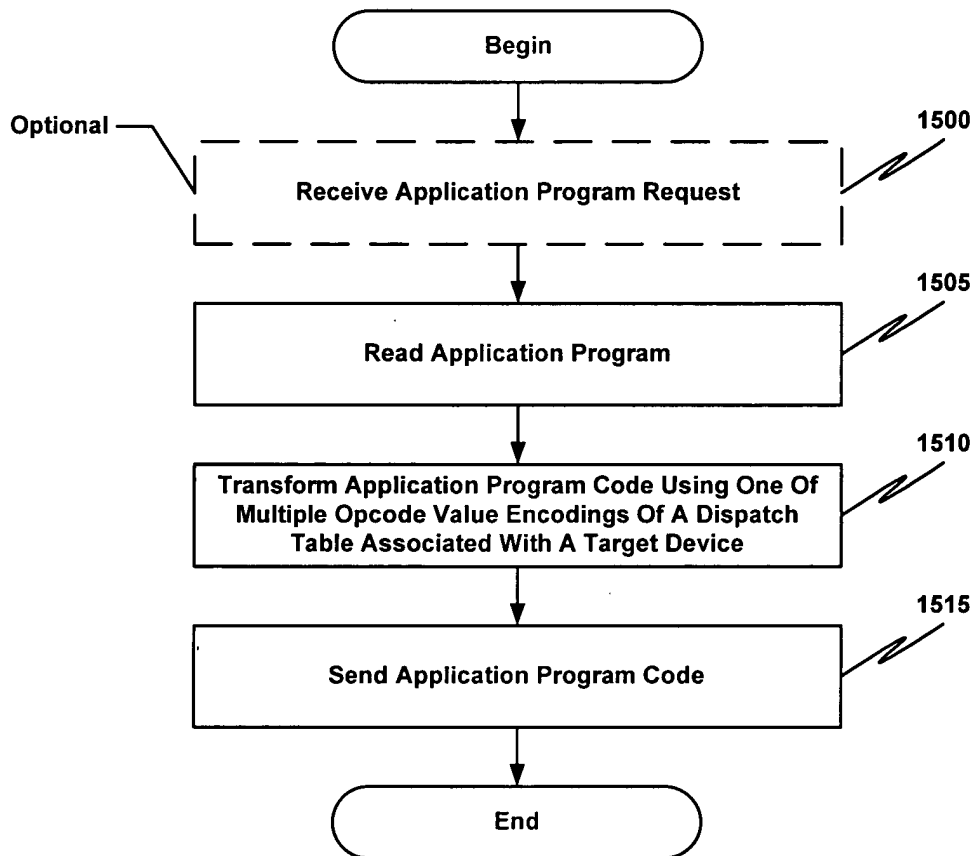 Begin
Optional
1500
Receive Application Program Request
1505
Read Application Program
1510
Transform Application Program Code Using One Of
Multiple Opcode Value Encodings Of A Dispatch
Table Associated With A Target Device
1515
Send Application Program Code
End